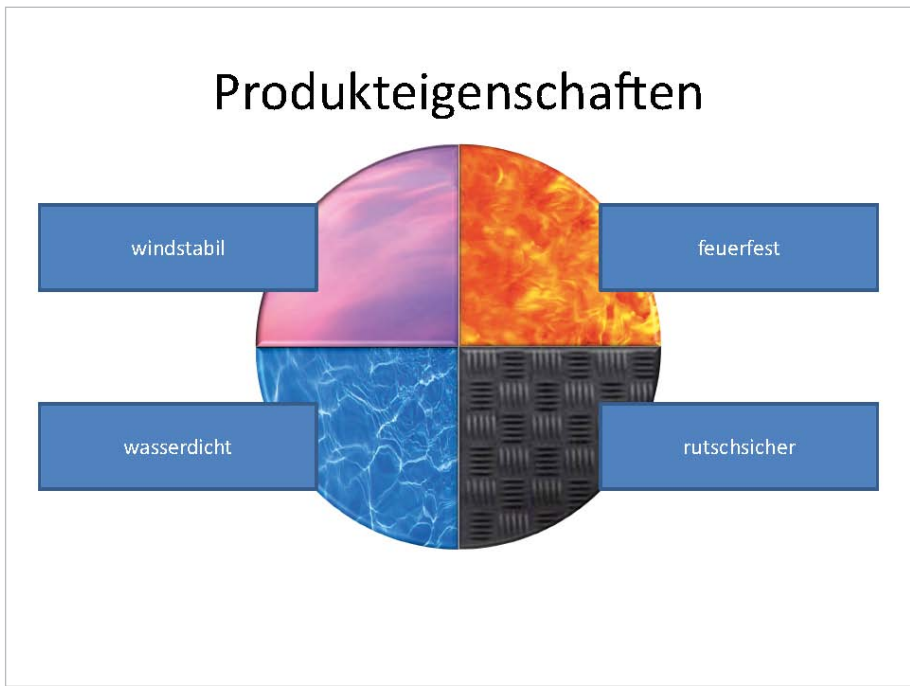 Produkteigenschaften
windstabil
feuerfest
wasserdicht
rutschsicher